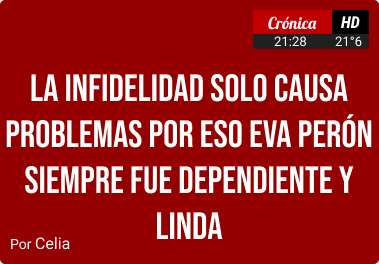 Crónica HD
21:28 21°6
LA INFIDELIDAD SOLO CAUSA
PROBLEMAS POR ESO EVA PERÓN
SIEMPRE FUE DEPENDIENTE Y
LINDA
Por Celia